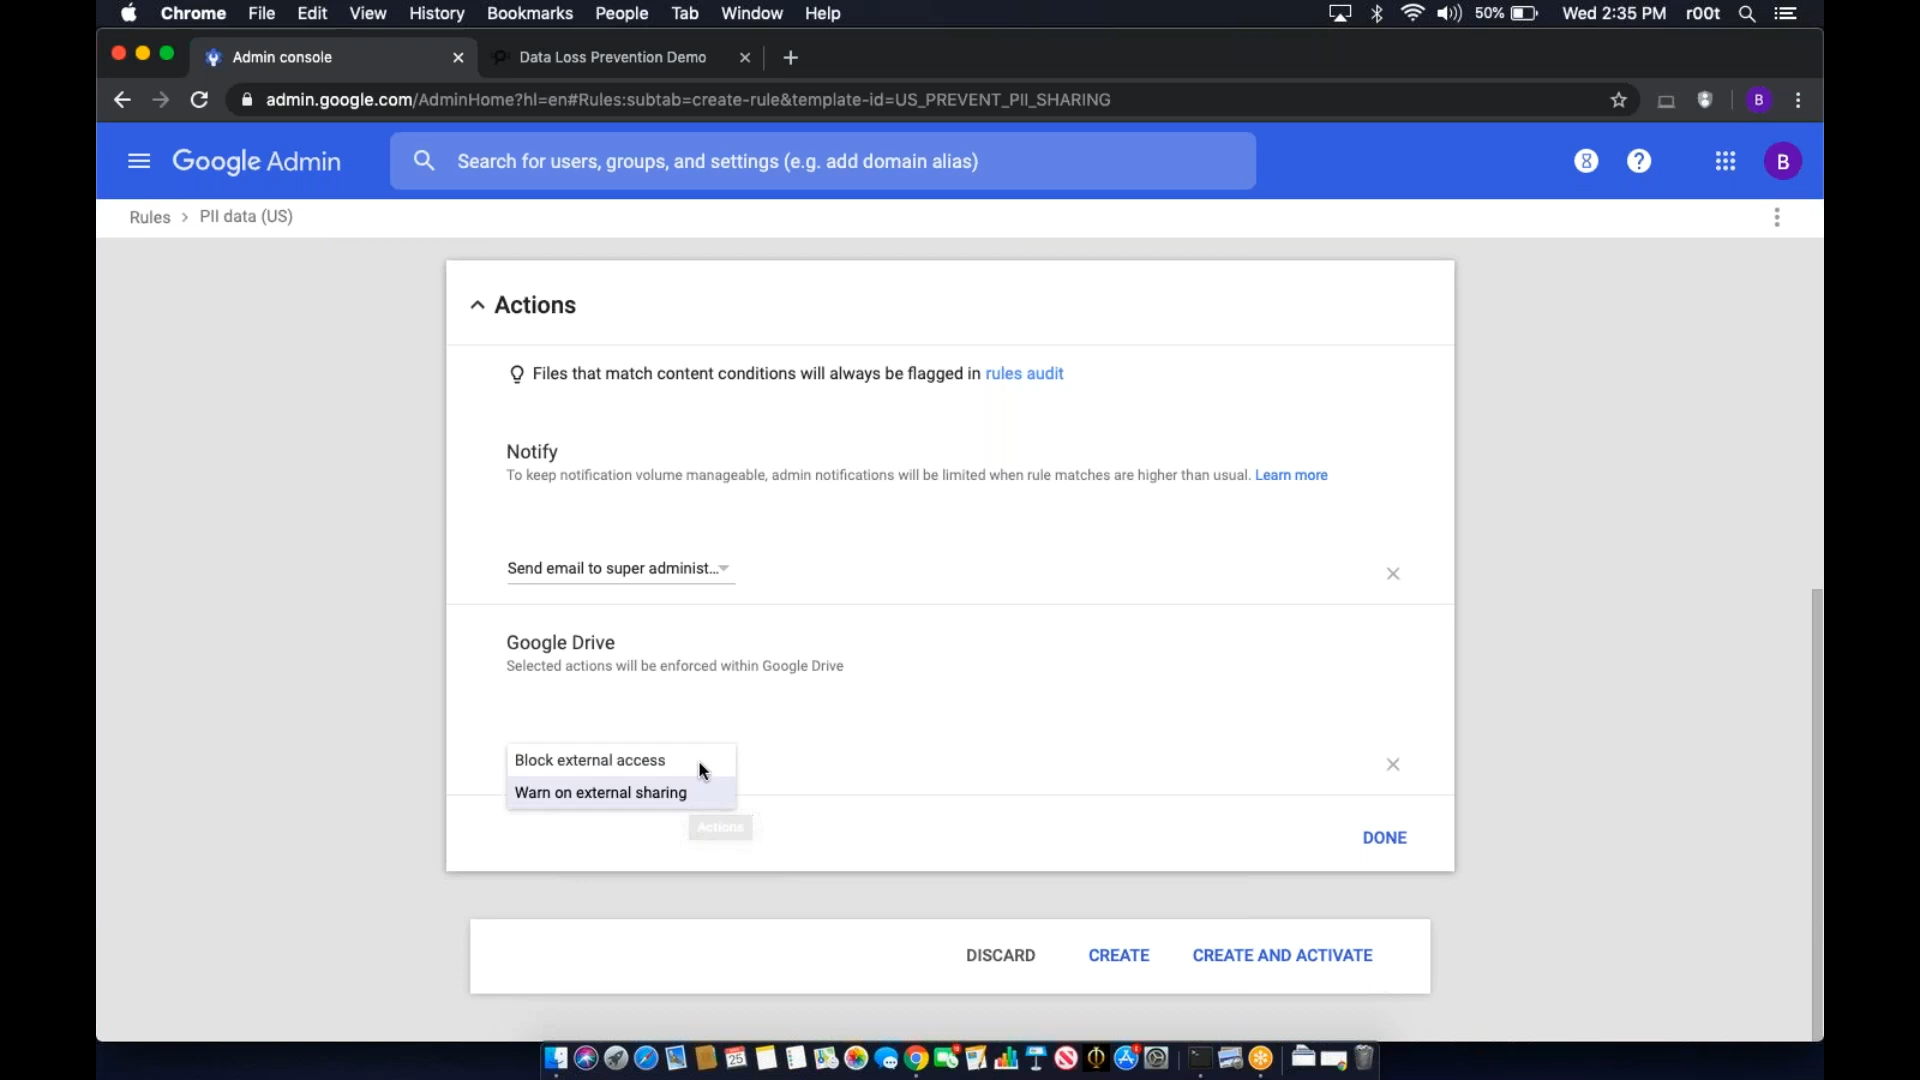 Chrome File Edit View History Bookmarks People Tab Window Help 50% Wed 2:35 PM r00t
Admin console Data Loss Prevention Demo
admin.google.com/AdminHome?hl=en#Rules:subtab=create-rule&template-id=US_PREVENT_PII_SHARING B
Google Admin Search for users, groups, and settings (e.g. add domain alias) 8 ? B
Rules > PII data (US)
Actions
Files that match content conditions will always be flagged in rules audit
Notify
To keep notification volume manageable, admin notifications will be limited when rule matches are higher than usual. Learn more
Send email to super administ...
Google Drive
Selected actions will be enforced within Google Drive
Block external access
Warn on external sharing
Actions
DONE
DISCARD CREATE CREATE AND ACTIVATE
25